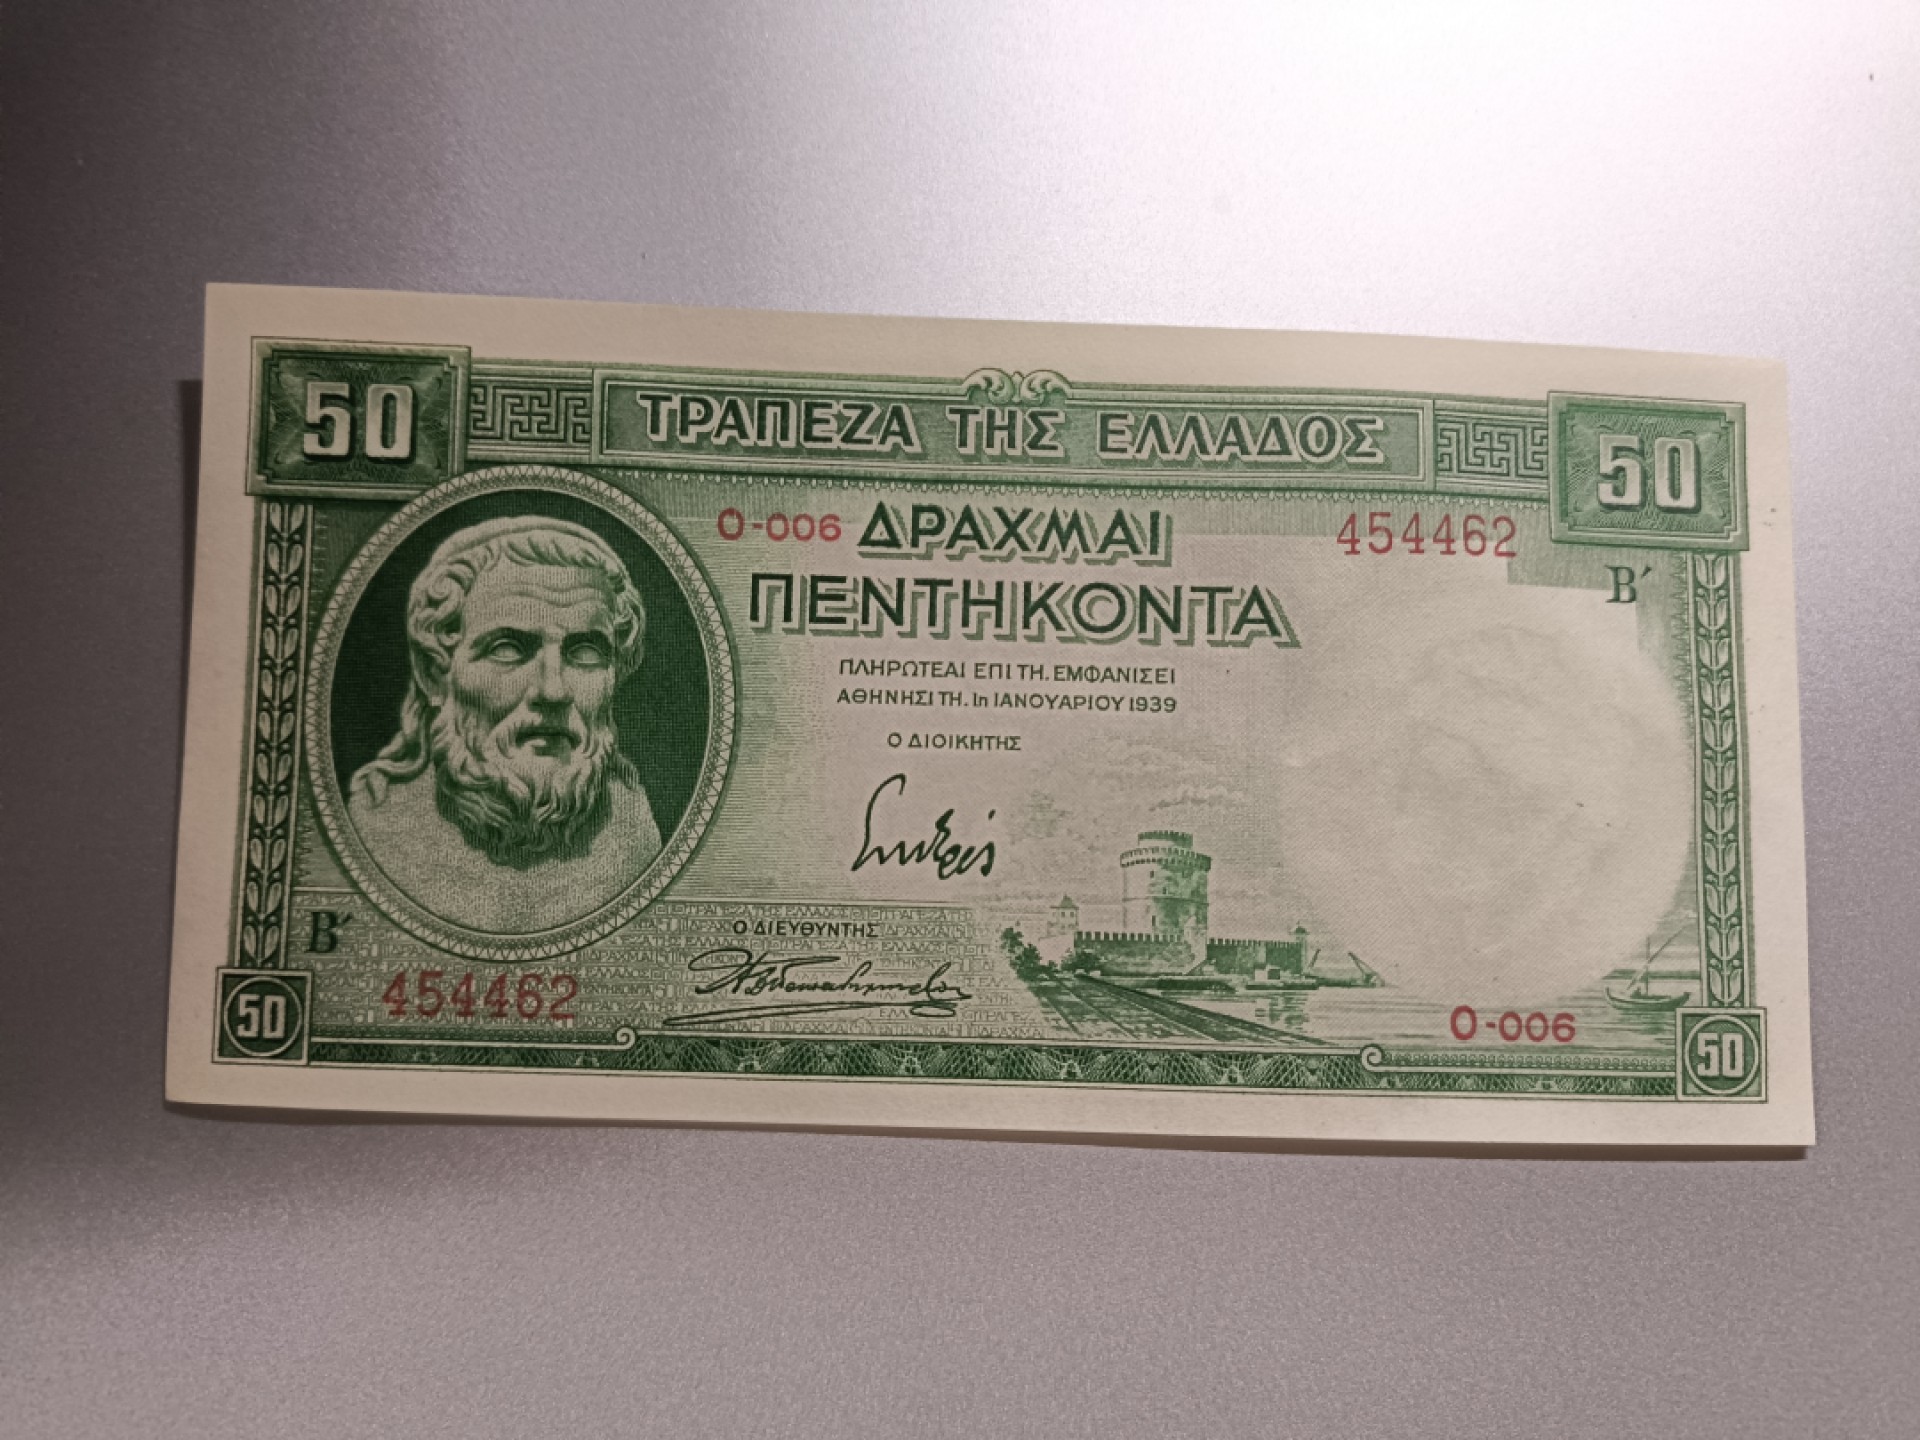 50
ΤΡΑΠΕΖΑ ΤΗΣ ΕΛΛΑΔΟΣ
50
Ο-006 ΔΡΑΧΜΑΙ 454462
ΠΕΝΤΗΚΟΝΤΑ
Β΄
ΠΛΗΡΩΤΕΑΙ ΕΠΙ ΤΗ. ΕΜΦΑΝΙΣΕΙ
ΑΘΗΝΗΣΙ ΤΗ. 1η ΙΑΝΟΥΑΡΙΟΥ 1939
Ο ΔΙΟΙΚΗΤΗΣ
Β΄
Ο ΔΙΕΥΘΥΝΤΗΣ
454462
Ο-006
50
50